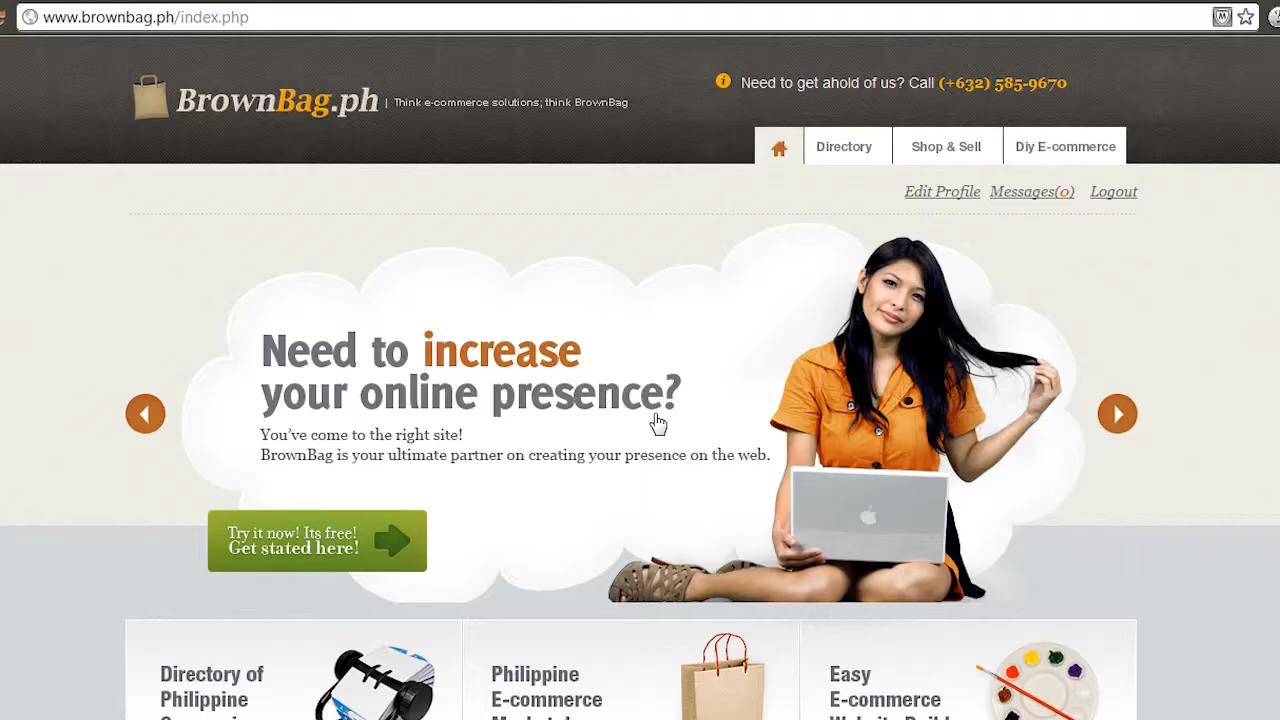 www.brownbag.ph/index.php
BrownBag.ph | Think e-commerce solutions; think BrownBag
Need to get ahold of us? Call (+632) 585-9670
Directory Shop & Sell Diy E-commerce
Edit Profile Messages(0) Logout
Need to increase
your online presence?
You've come to the right site!
BrownBag is your ultimate partner on creating your presence on the web.
Try it now! Its free!
Get stated here!
Directory of
Philippine
Philippine
E-commerce
Easy
E-commerce